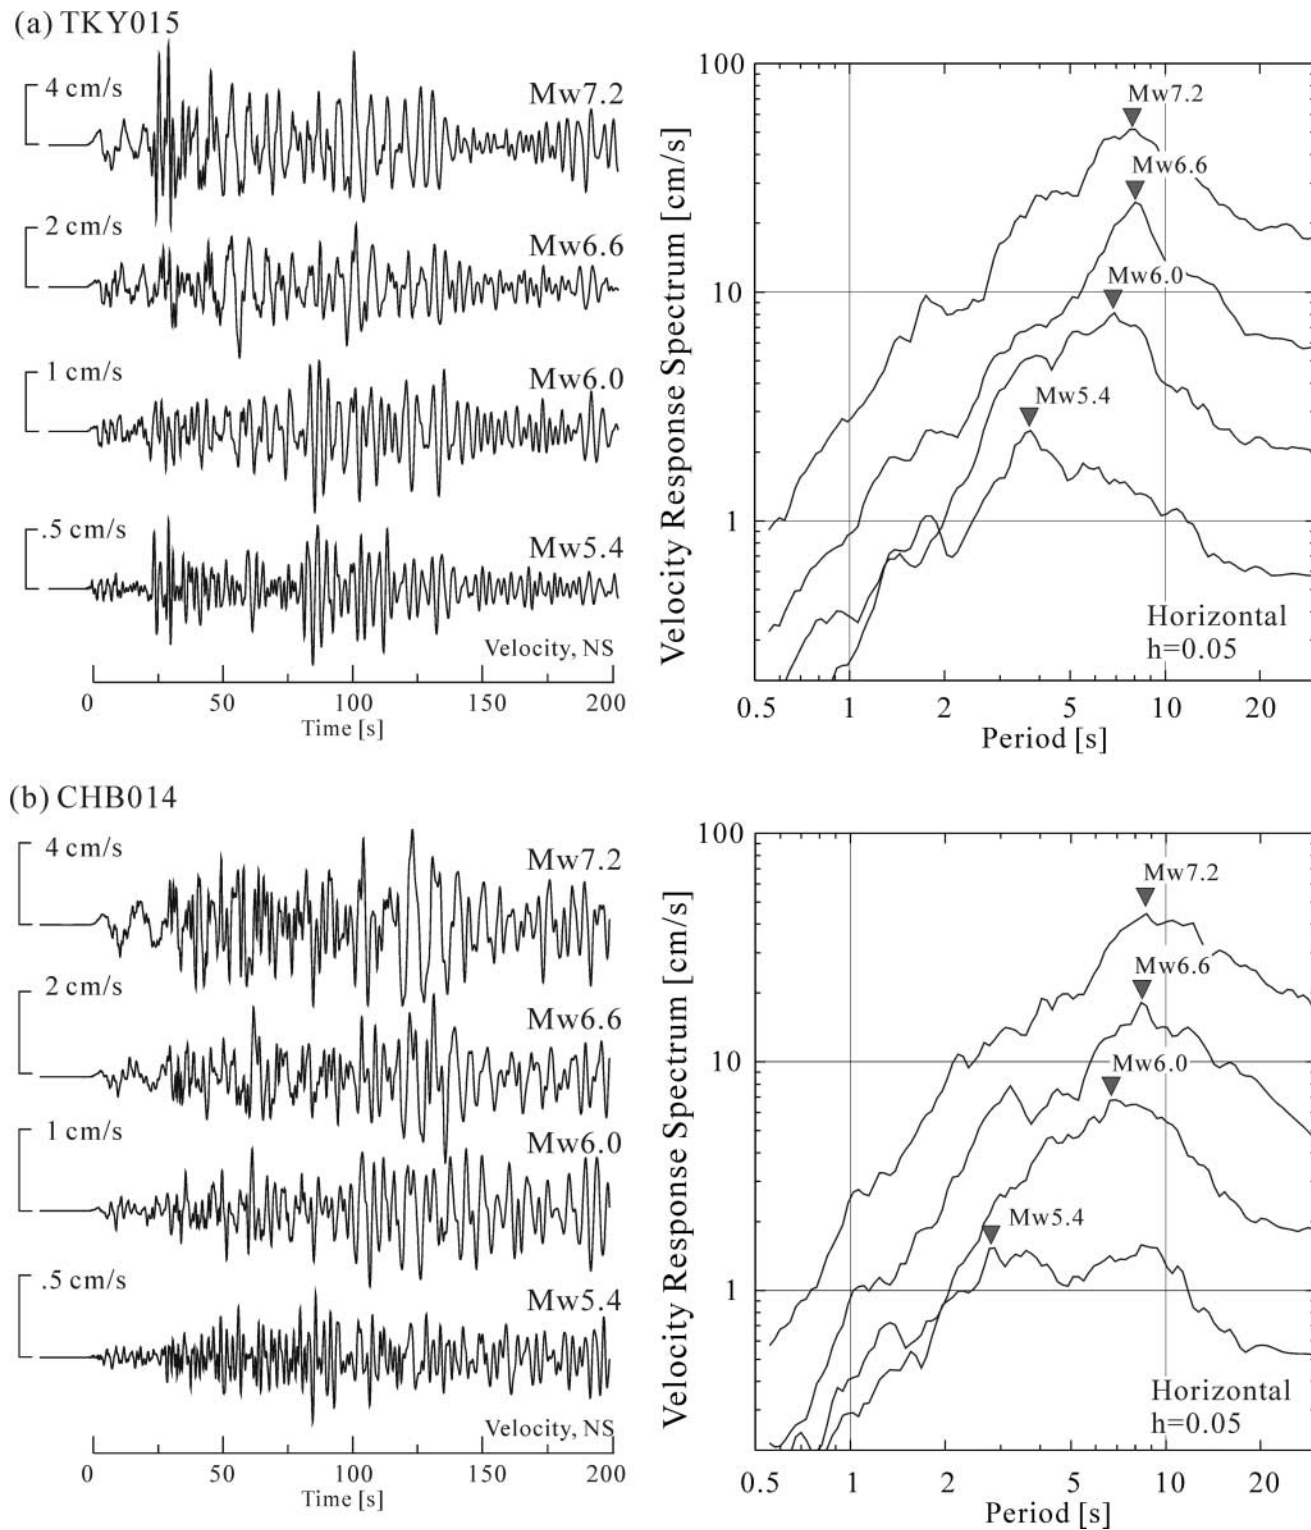 (a) TKY015
4 cm/s
Mw7.2
2 cm/s
Mw6.6
1 cm/s
Mw6.0
.5 cm/s
Mw5.4
Velocity, NS
0 50 100 150 200
Time [s]
Velocity Response Spectrum [cm/s]
100
10
1
Mw7.2
Mw6.6
Mw6.0
Mw5.4
Horizontal
h=0.05
0.5 1 2 5 10 20
Period [s]
(b) CHB014
4 cm/s
Mw7.2
2 cm/s
Mw6.6
1 cm/s
Mw6.0
.5 cm/s
Mw5.4
Velocity, NS
0 50 100 150 200
Time [s]
Velocity Response Spectrum [cm/s]
100
10
1
Mw7.2
Mw6.6
Mw6.0
Mw5.4
Horizontal
h=0.05
0.5 1 2 5 10 20
Period [s]